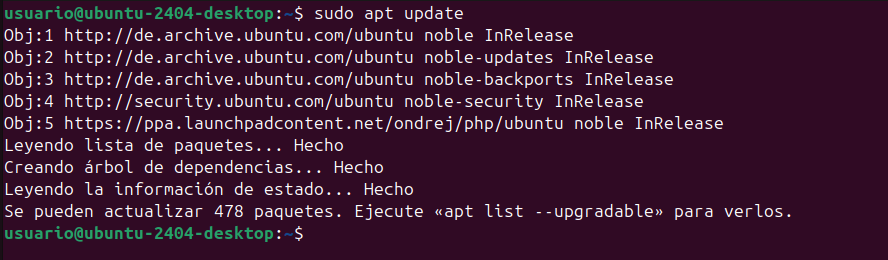 usuario@ubuntu-2404-desktop:~$ sudo apt update
Obj:1 http://de.archive.ubuntu.com/ubuntu noble InRelease
Obj:2 http://de.archive.ubuntu.com/ubuntu noble-updates InRelease
Obj:3 http://de.archive.ubuntu.com/ubuntu noble-backports InRelease
Obj:4 http://security.ubuntu.com/ubuntu noble-security InRelease
Obj:5 https://ppa.launchpadcontent.net/ondrej/php/ubuntu noble InRelease
Leyendo lista de paquetes... Hecho
Creando árbol de dependencias... Hecho
Leyendo la información de estado... Hecho
Se pueden actualizar 478 paquetes. Ejecute «apt list --upgradable» para verlos.
usuario@ubuntu-2404-desktop:~$